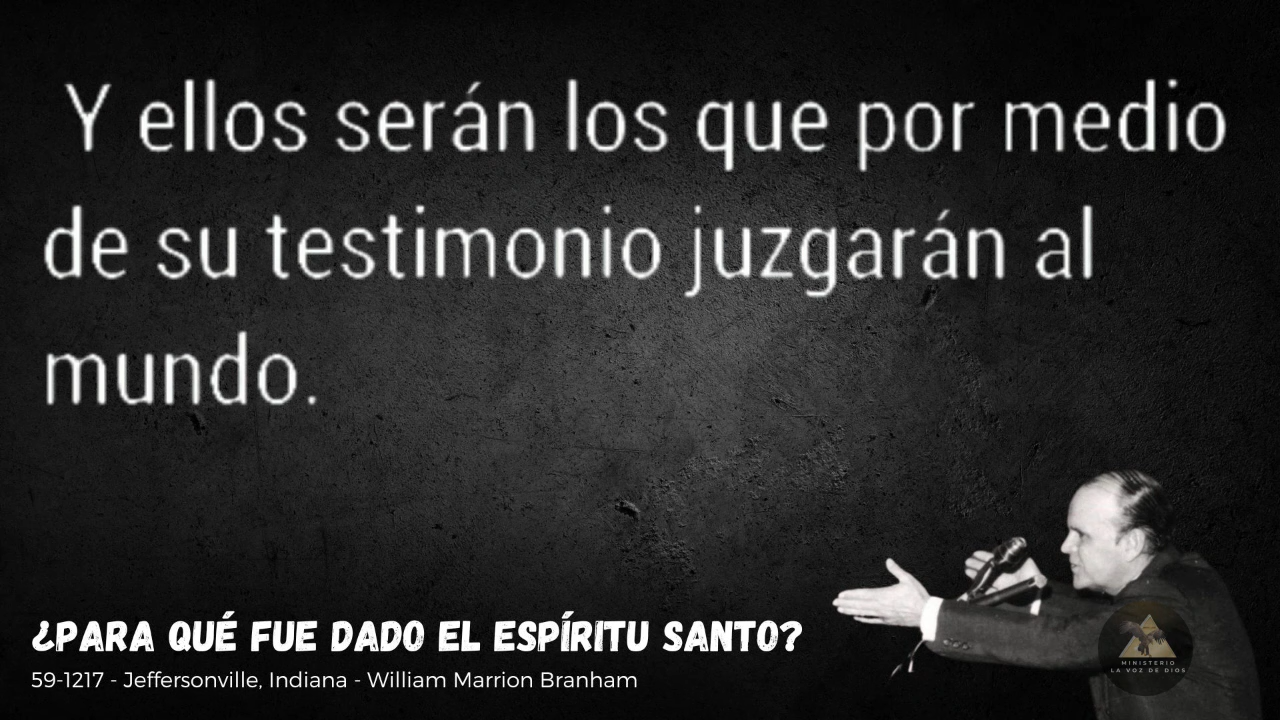 Y ellos serán los que por medio
de su testimonio juzgarán al
mundo.
¿PARA QUÉ FUE DADO EL ESPÍRITU SANTO?
59-1217 - Jeffersonville, Indiana - William Marrion Branham
MINISTERIO
LA VOZ DE DIOS